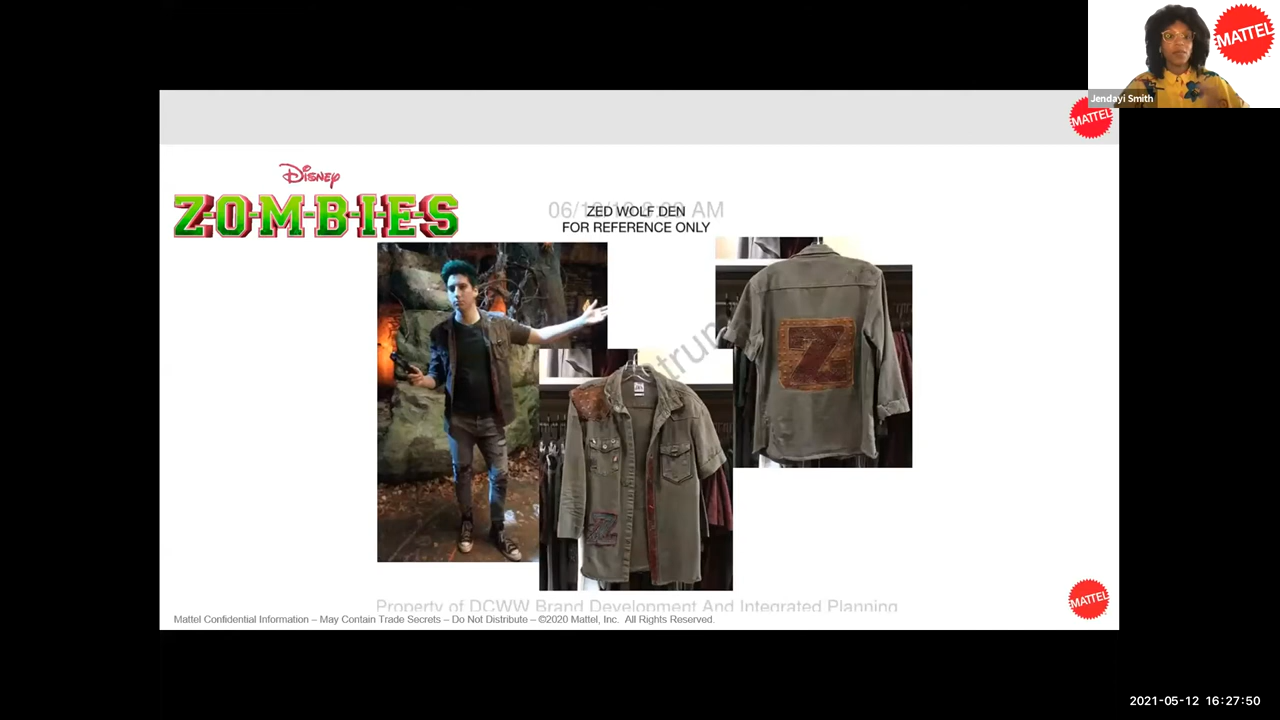 MATTEL
Jendayi Smith
MATTEL
Disney
Z-O-M-B-I-E-S
ZED WOLF DEN
FOR REFERENCE ONLY
Z
Z
Property of DCWW Brand Development And Integrated Planning
MATTEL
Mattel Confidential Information – May Contain Trade Secrets – Do Not Distribute – ©2020 Mattel, Inc. All Rights Reserved.
2021-05-12 16:27:50